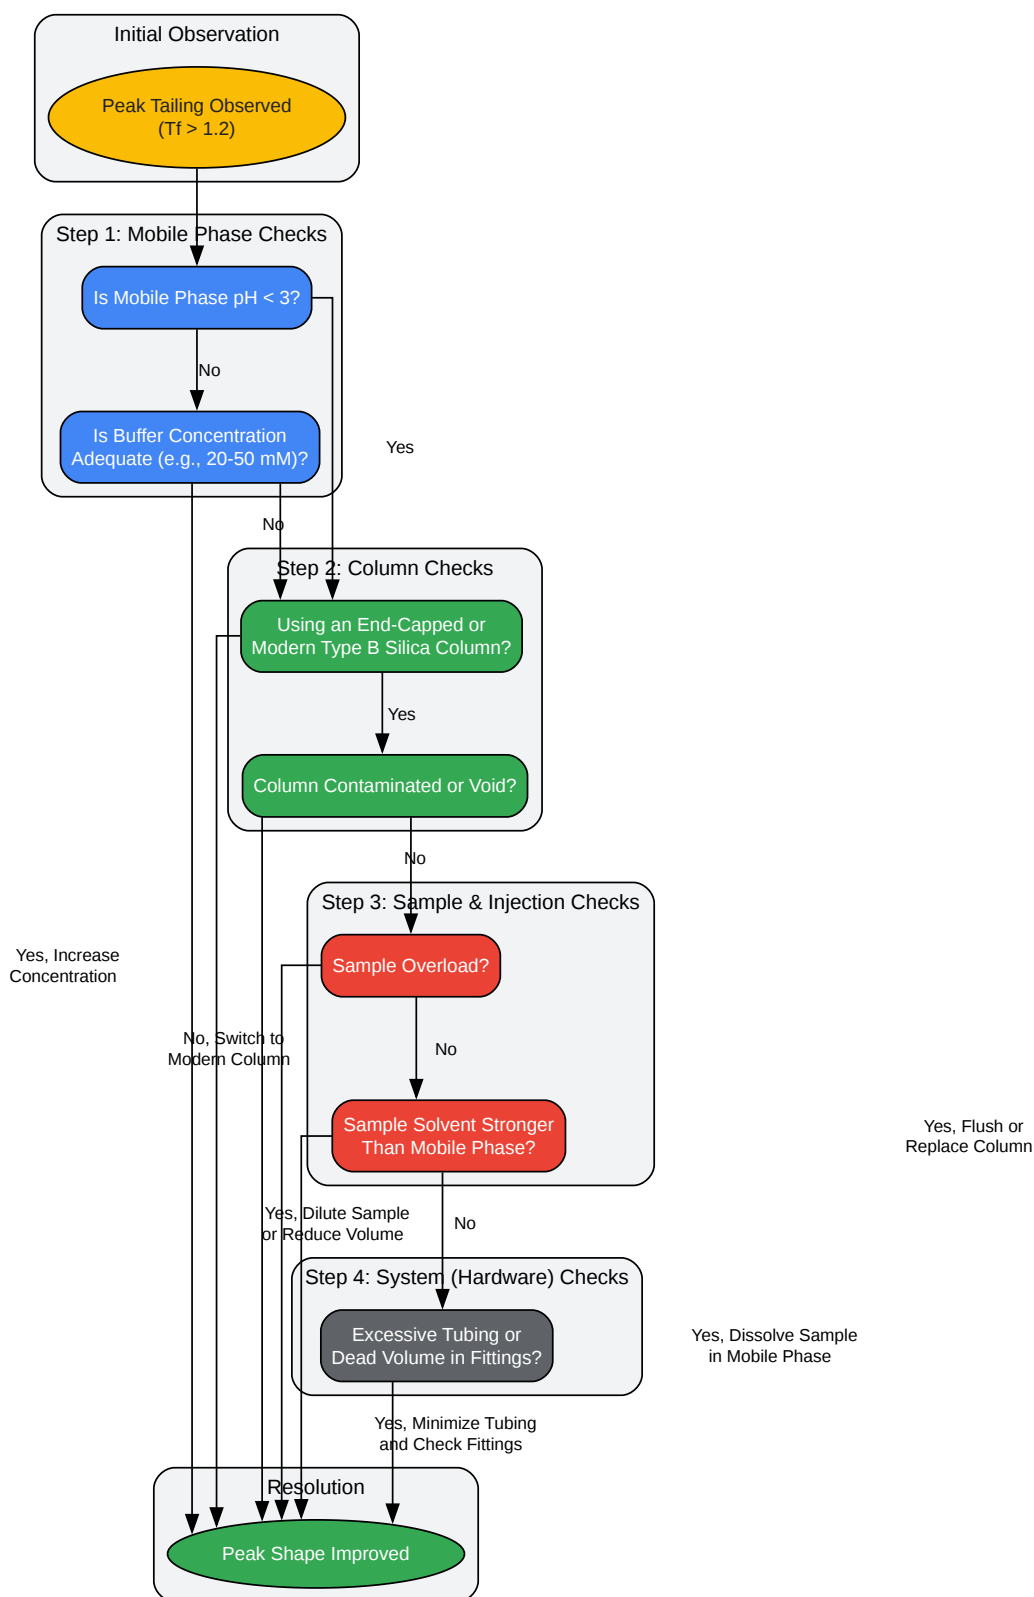 Initial Observation
Peak Tailing Observed
(Tf > 1.2)
Step 1: Mobile Phase Checks
Is Mobile Phase pH < 3?
No
Is Buffer Concentration
Adequate (e.g., 20-50 mM)?
Yes
No
Step 2: Column Checks
Using an End-Capped or
Modern Type B Silica Column?
Yes
Column Contaminated or Void?
No
Step 3: Sample & Injection Checks
Sample Overload?
Yes, Increase
Concentration
No, Switch to
Modern Column
No
Sample Solvent Stronger
Than Mobile Phase?
Yes, Flush or
Replace Column
Yes, Dilute Sample
or Reduce Volume
No
Step 4: System (Hardware) Checks
Excessive Tubing or
Dead Volume in Fittings?
Yes, Dissolve Sample
in Mobile Phase
Yes, Minimize Tubing
and Check Fittings
Resolution
Peak Shape Improved